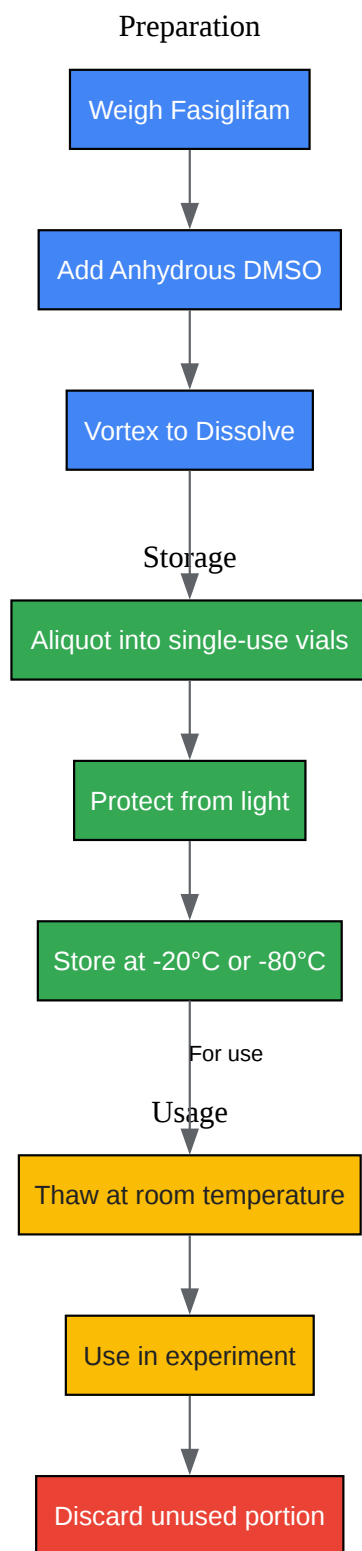 Preparation
Weigh Fasiglifam
Add Anhydrous DMSO
Vortex to Dissolve
Storage
Aliquot into single-use vials
Protect from light
Store at -20°C or -80°C
For use
Usage
Thaw at room temperature
Use in experiment
Discard unused portion